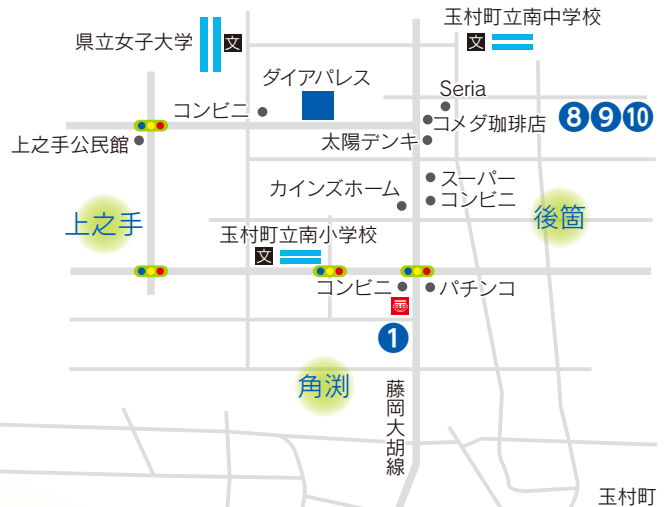 玉村町立南中学校
文
県立女子大学
文
ダイアパレス
Seria
コンビニ
コメダ珈琲店
8 9 10
上之手公民館
太陽デンキ
スーパー
カインズホーム
コンビニ
上之手
後箇
玉村町立南小学校
文
コンビニ
パチンコ
〒
1
角渕
藤岡大胡線
玉村町